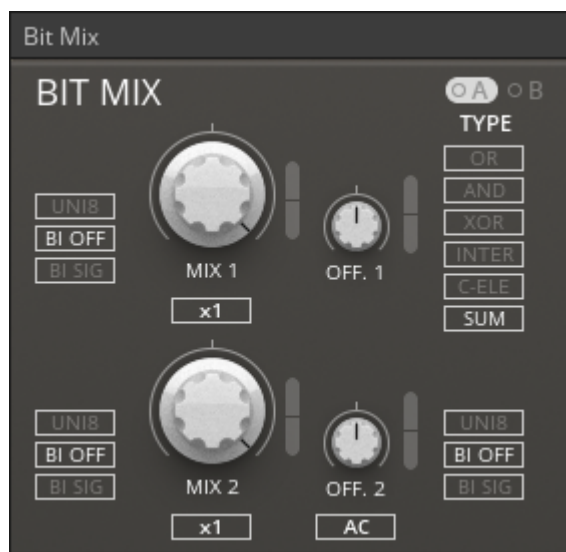 Bit Mix
BIT MIX
A B
TYPE
OR
AND
XOR
INTER
C-ELE
SUM
UNI8
BI OFF
BI SIG
MIX 1
OFF. 1
x1
UNI8
BI OFF
BI SIG
MIX 2
OFF. 2
x1
AC
UNI8
BI OFF
BI SIG